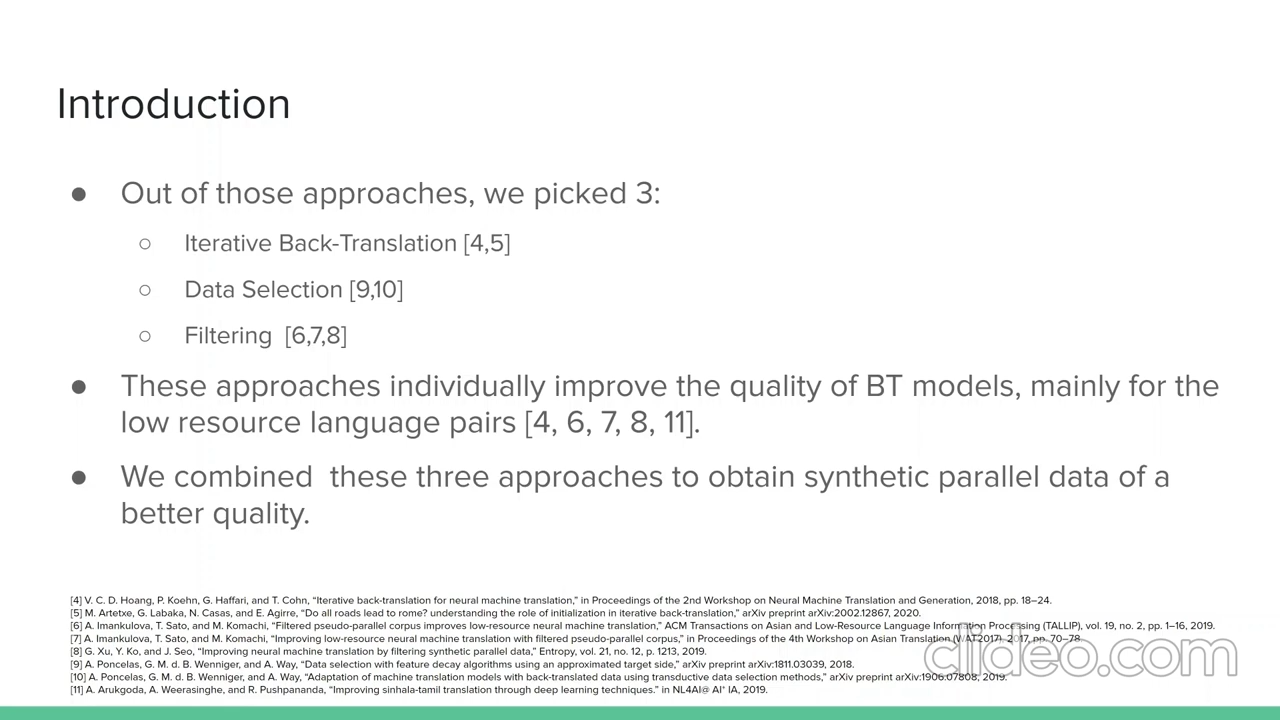 Introduction
● Out of those approaches, we picked 3:
○ Iterative Back-Translation [4,5]
○ Data Selection [9,10]
○ Filtering [6,7,8]
● These approaches individually improve the quality of BT models, mainly for the
low resource language pairs [4, 6, 7, 8, 11].
● We combined these three approaches to obtain synthetic parallel data of a
better quality.
[4] V. C. D. Hoang, P. Koehn, G. Haffari, and T. Cohn, “Iterative back-translation for neural machine translation,” in Proceedings of the 2nd Workshop on Neural Machine Translation and Generation, 2018, pp. 18–24.
[5] M. Artetxe, G. Labaka, N. Casas, and E. Agirre, “Do all roads lead to rome? understanding the role of initialization in iterative back-translation,” arXiv preprint arXiv:2002.12867, 2020.
[6] A. Imankulova, T. Sato, and M. Komachi, “Filtered pseudo-parallel corpus improves low-resource neural machine translation,” ACM Transactions on Asian and Low-Resource Language Information Processing (TALLIP), vol. 19, no. 2, pp. 1–16, 2019.
[7] A. Imankulova, T. Sato, and M. Komachi, “Improving low-resource neural machine translation with filtered pseudo-parallel corpus,” in Proceedings of the 4th Workshop on Asian Translation (WAT2017), 2017, pp. 70–78.
[8] G. Xu, Y. Ko, and J. Seo, “Improving neural machine translation by filtering synthetic parallel data,” Entropy, vol. 21, no. 12, p. 1213, 2019.
[9] A. Poncelas, G. M. d. B. Wenniger, and A. Way, “Data selection with feature decay algorithms using an approximated target side,” arXiv preprint arXiv:1811.03039, 2018.
[10] A. Poncelas, G. M. d. B. Wenniger, and A. Way, “Adaptation of machine translation models with back-translated data using transductive data selection methods,” arXiv preprint arXiv:1906.07808, 2019.
[11] A. Arukgoda, A. Weerasinghe, and R. Pushpananda, “Improving sinhala-tamil translation through deep learning techniques.” in NL4AI@ AI* IA, 2019.
clideo.com